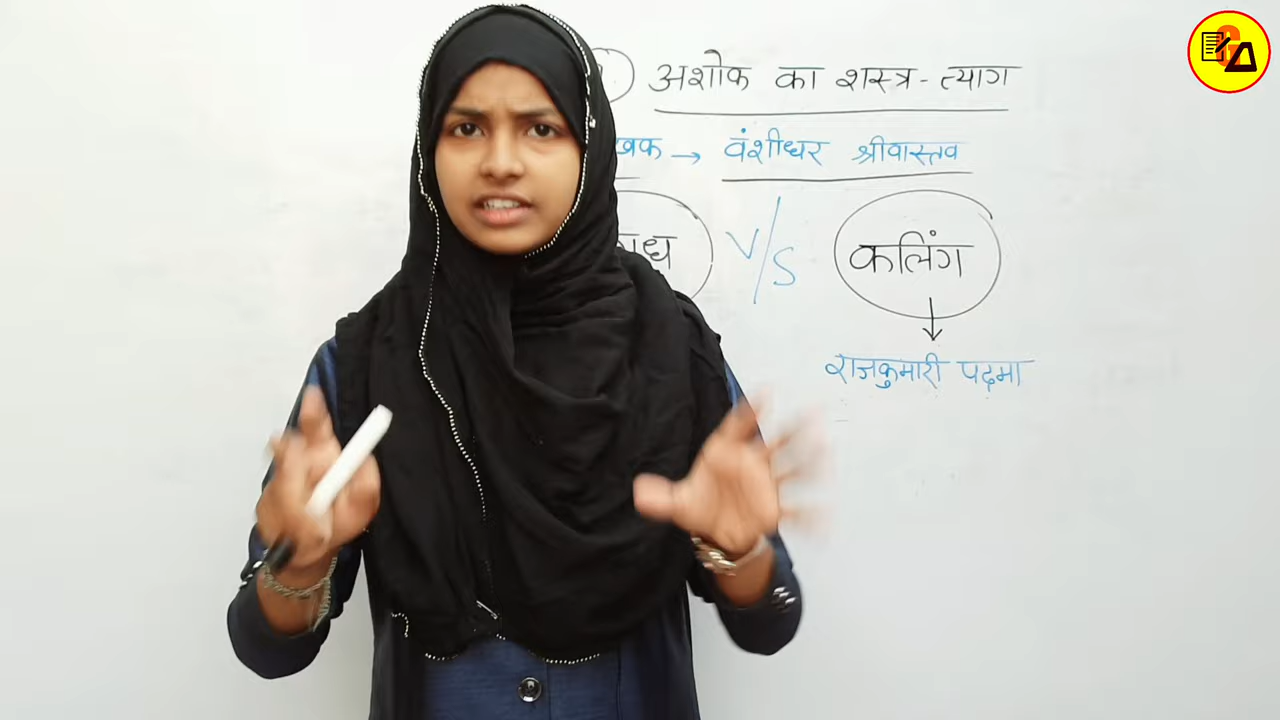 अशोक का शस्त्र-त्याग
→ वंशीधर श्रीवास्तव
V/S कलिंग
राजकुमारी पद्मा